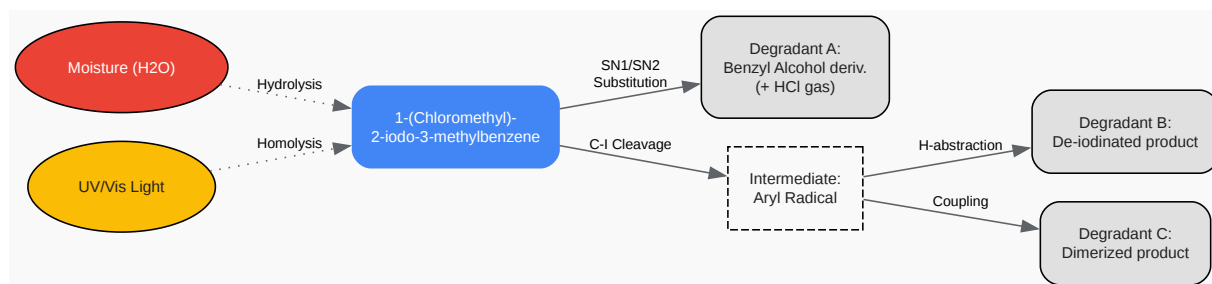 Moisture (H2O)
Hydrolysis
UV/Vis Light
Homolysis
1-(Chloromethyl)-
2-iodo-3-methylbenzene
SN1/SN2
Substitution
C-I Cleavage
Degradant A:
Benzyl Alcohol deriv.
(+ HCl gas)
Intermediate:
Aryl Radical
H-abstraction
Coupling
Degradant B:
De-iodinated product
Degradant C:
Dimerized product